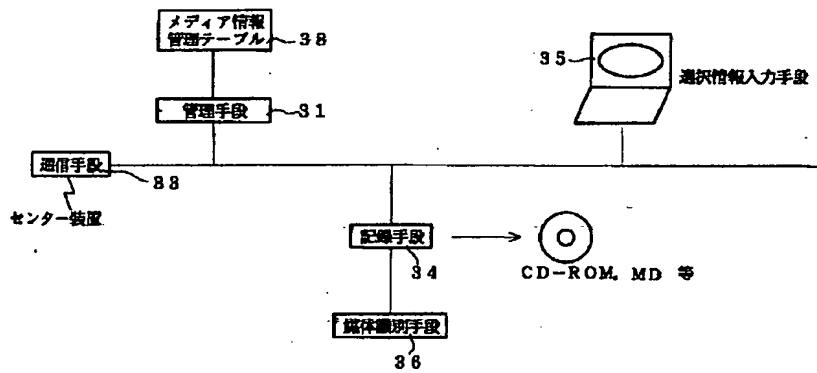 メディア情報
管理テーブル
38
35
選択情報入力手段
管理手段
31
通信手段
33
センター装置
記録手段
34
CD-ROM, MD 等
媒体識別手段
36